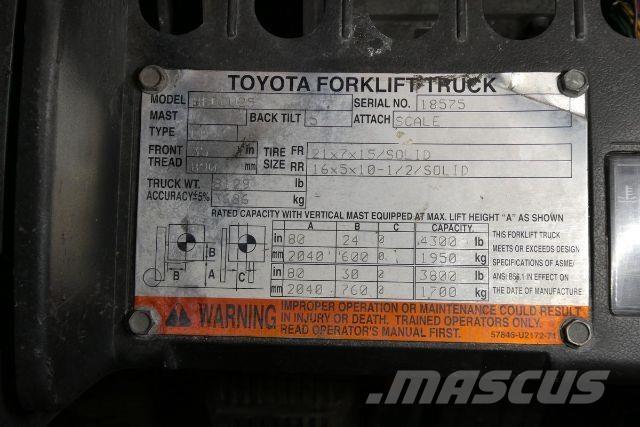 TOYOTA FORKLIFT TRUCK
MODEL SERIAL NO. 18575
MAST BACK TILT 5 ATTACH SCALE
TYPE
FRONT in TIRE FR 21x7x15/SOLID
TREAD mm SIZE RR 16x5x10-1/2/SOLID
TRUCK WT. lb
ACCURACY±5% kg
RATED CAPACITY WITH VERTICAL MAST EQUIPPED AT MAX. LIFT HEIGHT "A" AS SHOWN
A B C CAPACITY
in 80 24 0 4300 lb
mm 2040 600 0 1950 kg
in 80 30 0 3800 lb
mm 2040 760 0 1700 kg
B B A C
THIS FORKLIFT TRUCK
MEETS OR EXCEEDS DESIGN
SPECIFICATIONS OF ASME/
ANSI B56.1 IN EFFECT ON
THE DATE OF MANUFACTURE
WARNING
IMPROPER OPERATION OR MAINTENANCE COULD RESULT
IN INJURY OR DEATH. TRAINED OPERATORS ONLY.
READ OPERATOR'S MANUAL FIRST.
57845-U2172-71
MASCUS